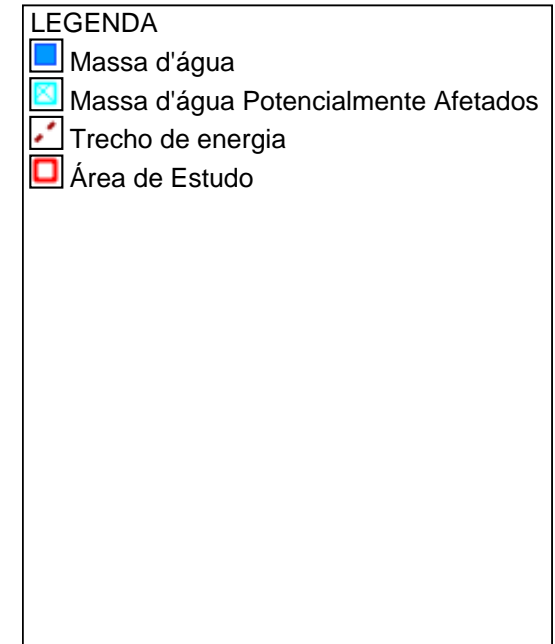 LEGENDA
Massa d'água
Massa d'água Potencialmente Afetados
Trecho de energia
Área de Estudo